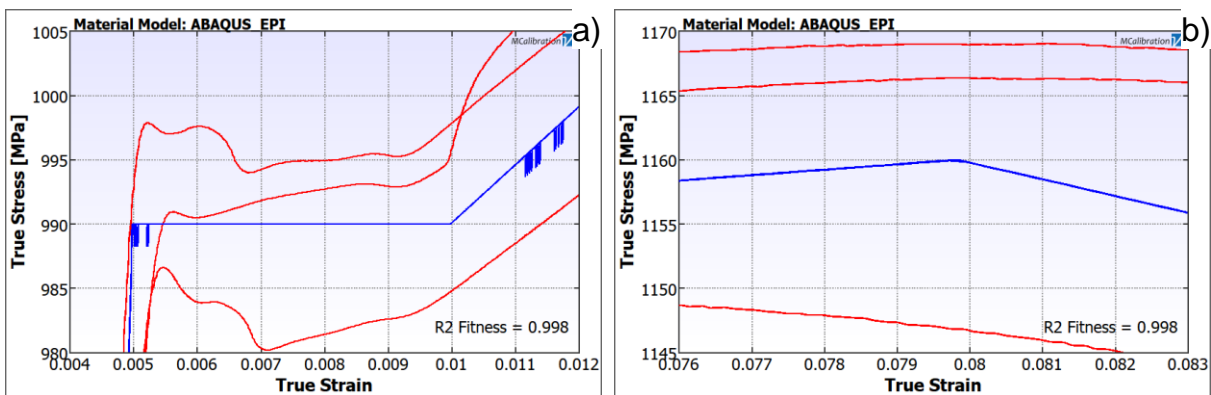 Material Model: ABAQUS_EPI
MCalibration
a)
True Stress [MPa]
1005
1000
995
990
985
980
R2 Fitness = 0.998
0.004 0.005 0.006 0.007 0.008 0.009 0.01 0.011 0.012
True Strain
Material Model: ABAQUS_EPI
MCalibration
b)
True Stress [MPa]
1170
1165
1160
1155
1150
1145
R2 Fitness = 0.998
0.076 0.077 0.078 0.079 0.08 0.081 0.082 0.083
True Strain